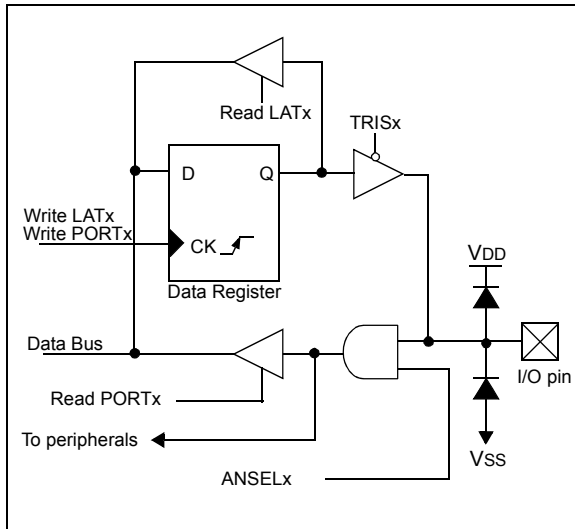 Read LATx
TRISx
D Q
Write LATx
Write PORTx
CK
Data Register
VDD
Data Bus
I/O pin
Read PORTx
To peripherals
VSS
ANSELx